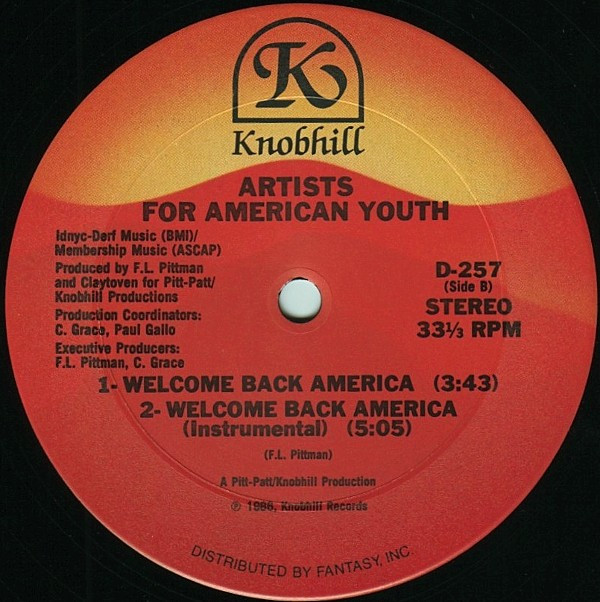 K
Knobhill
ARTISTS
FOR AMERICAN YOUTH
Idnyc-Derf Music (BMI)/
Membership Music (ASCAP)
Produced by F.L. Pittman
and Claytoven for Pitt-Patt/
Knobhill Productions
Production Coordinators:
C. Grace, Paul Gallo
Executive Producers:
F.L. Pittman, C. Grace
D-257
(Side B)
STEREO
33⅓ RPM
1- WELCOME BACK AMERICA (3:43)
2- WELCOME BACK AMERICA
(Instrumental) (5:05)
(F.L. Pittman)
A Pitt-Patt/Knobhill Production
℗ 1986, Knobhill Records
DISTRIBUTED BY FANTASY, INC